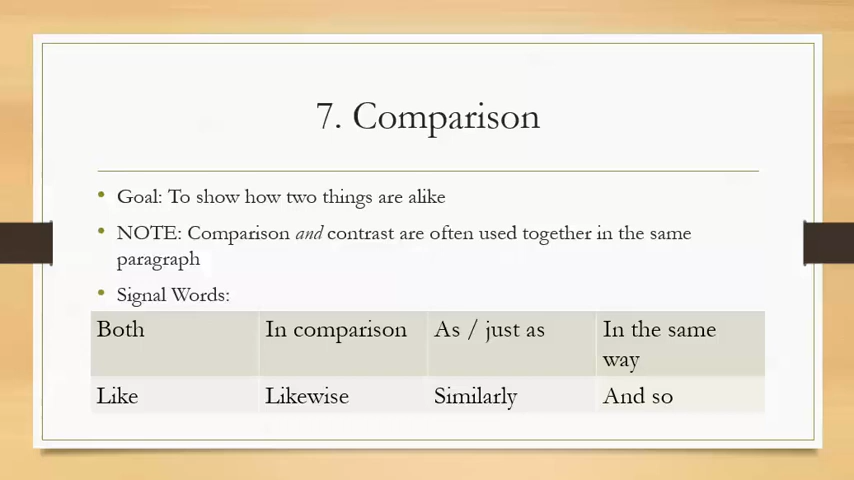 7. Comparison
• Goal: To show how two things are alike
• NOTE: Comparison and contrast are often used together in the same
paragraph
• Signal Words:
Both In comparison As / just as In the same
way
Like Likewise Similarly And so